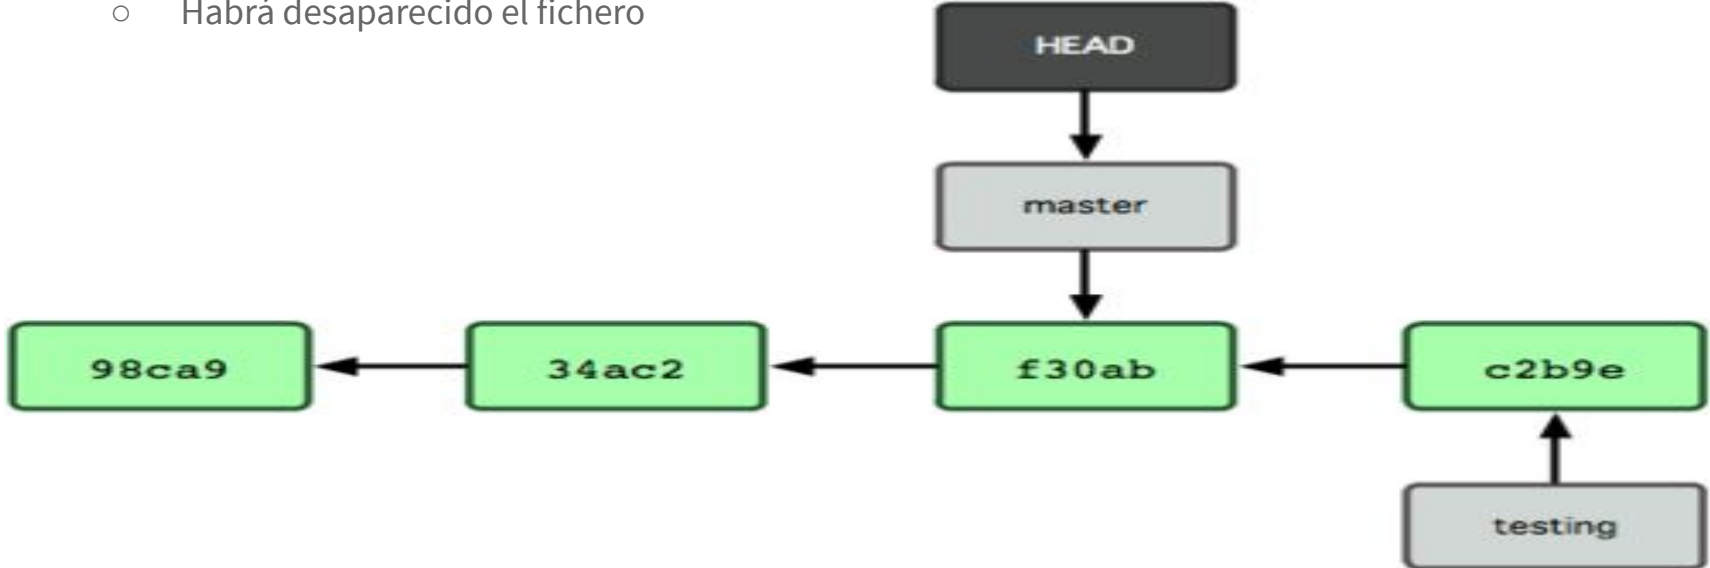 ○ Habrá desaparecido el fichero
HEAD
master
98ca9 34ac2 f30ab c2b9e
testing